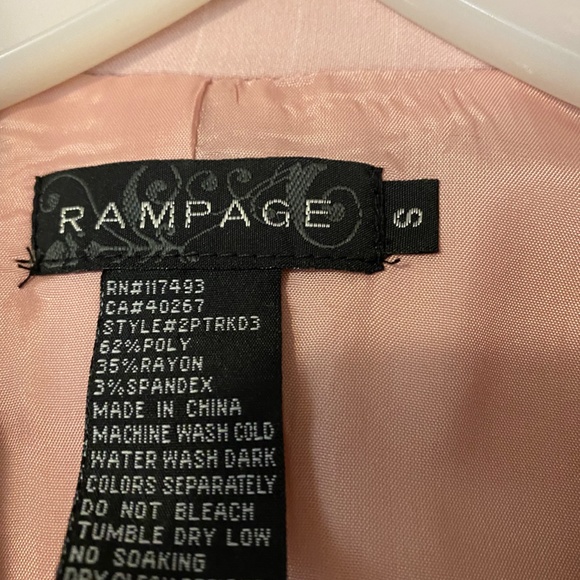 RAMPAGE
S
RN#117493
CA#40267
STYLE#2PTRKD3
62%POLY
35%RAYON
3%SPANDEX
MADE IN CHINA
MACHINE WASH COLD
WATER WASH DARK
COLORS SEPARATELY
DO NOT BLEACH
TUMBLE DRY LOW
NO SOAKING